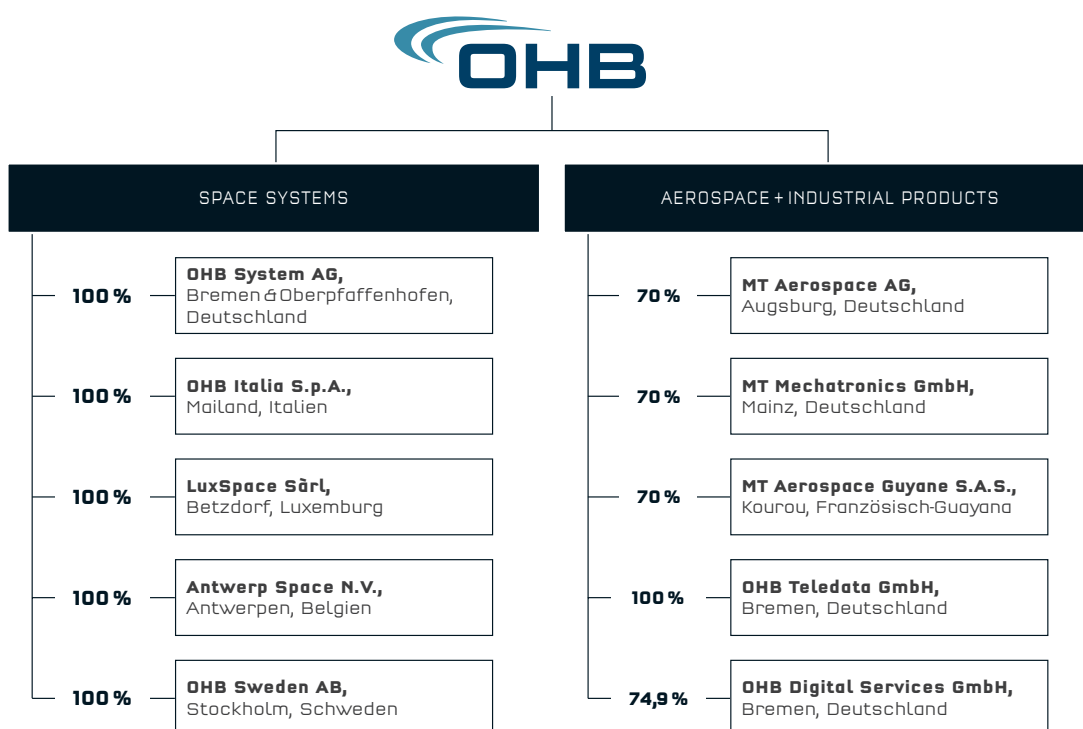 OHB
SPACE SYSTEMS
100 %
OHB System AG,
Bremen & Oberpfaffenhofen,
Deutschland
100 %
OHB Italia S.p.A.,
Mailand, Italien
100 %
LuxSpace Sàrl,
Betzdorf, Luxemburg
100 %
Antwerp Space N.V.,
Antwerpen, Belgien
100 %
OHB Sweden AB,
Stockholm, Schweden
AEROSPACE + INDUSTRIAL PRODUCTS
70 %
MT Aerospace AG,
Augsburg, Deutschland
70 %
MT Mechatronics GmbH,
Mainz, Deutschland
70 %
MT Aerospace Guyane S.A.S.,
Kourou, Französisch-Guayana
100 %
OHB Teledata GmbH,
Bremen, Deutschland
74,9 %
OHB Digital Services GmbH,
Bremen, Deutschland